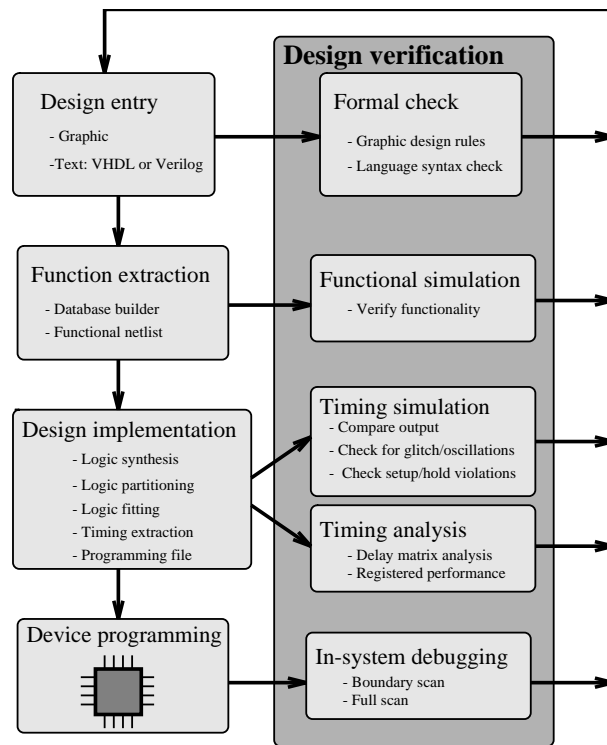 Design verification
Design entry
- Graphic
-Text: VHDL or Verilog
Formal check
- Graphic design rules
- Language syntax check
Function extraction
- Database builder
- Functional netlist
Functional simulation
- Verify functionality
Design implementation
- Logic synthesis
- Logic partitioning
- Logic fitting
- Timing extraction
- Programming file
Timing simulation
- Compare output
- Check for glitch/oscillations
- Check setup/hold violations
Timing analysis
- Delay matrix analysis
- Registered performance
Device programming
In-system debugging
- Boundary scan
- Full scan